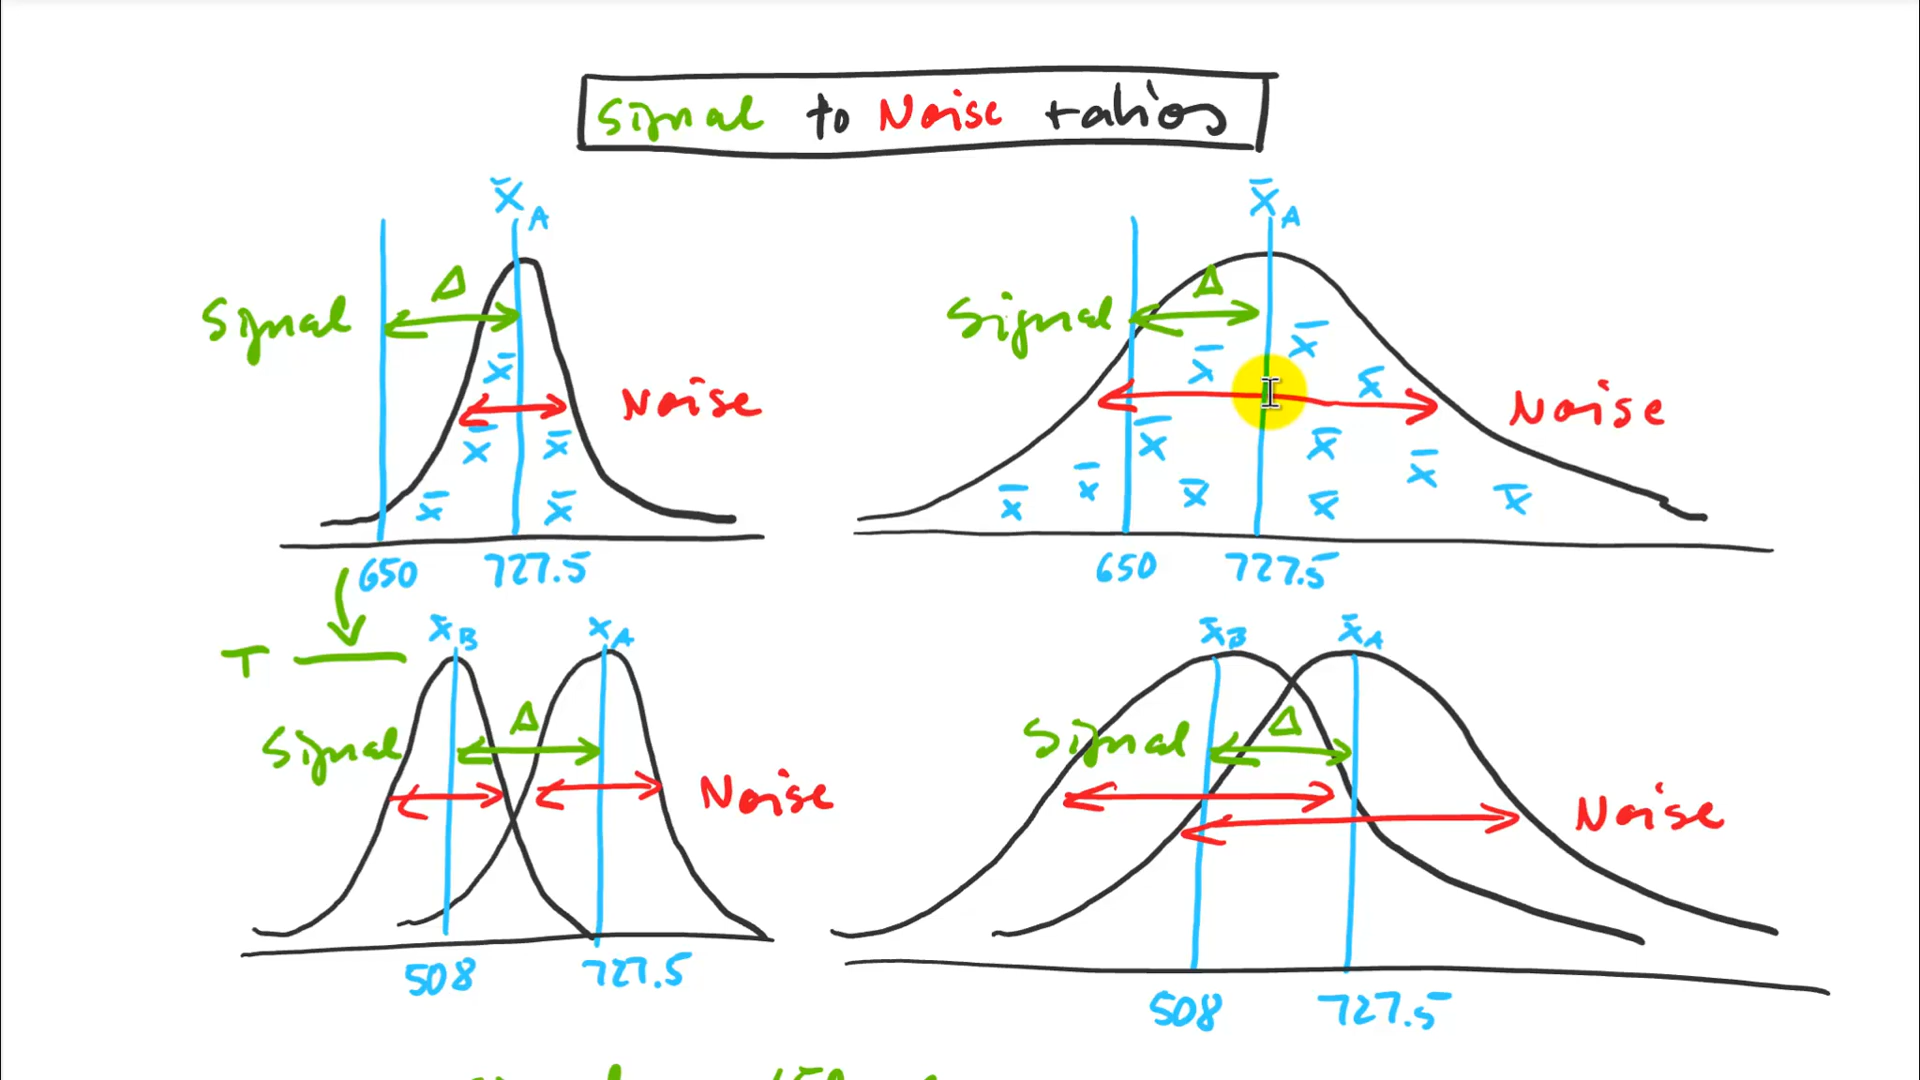 Signal to Noise ratios
X̄A
X̄A
Δ
Δ
Signal
Signal
x̄
x̄
x̄
x̄
Noise
Noise
x̄
x̄
x̄
x̄
x̄
x̄
x̄
x̄
x̄
x̄
x̄
x̄
x̄
650
727.5
650
727.5
T
x̄B
xA
x̄B
x̄A
Δ
Δ
Signal
Signal
Noise
Noise
508
727.5
508
727.5